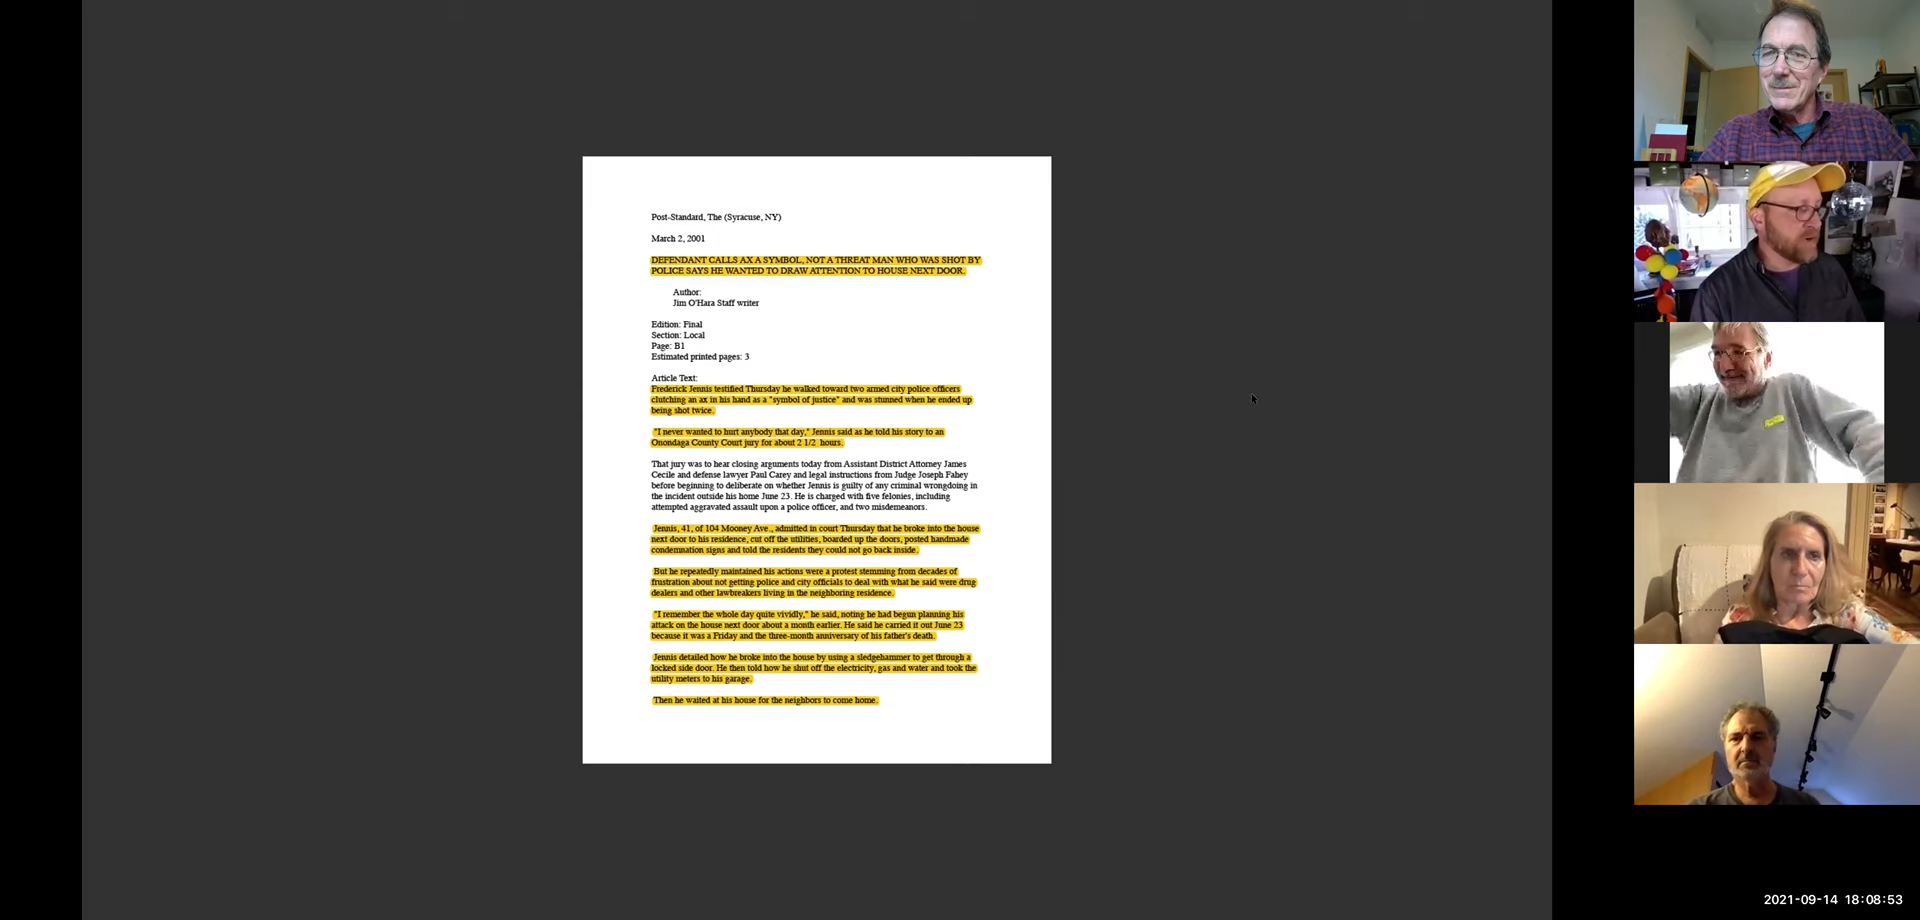 Post-Standard, The (Syracuse, NY)
March 2, 2001
DEFENDANT CALLS AX A SYMBOL, NOT A THREAT MAN WHO WAS SHOT BY
POLICE SAYS HE WANTED TO DRAW ATTENTION TO HOUSE NEXT DOOR.
Author:
Jim O'Hara Staff writer
Edition: Final
Section: Local
Page: B1
Estimated printed pages: 3
Article Text:
Frederick Jennis testified Thursday he walked toward two armed city police officers
clutching an ax in his hand as a "symbol of justice" and was stunned when he ended up
being shot twice.
"I never wanted to hurt anybody that day," Jennis said as he told his story to an
Onondaga County Court jury for about 2 1/2 hours.
That jury was to hear closing arguments today from Assistant District Attorney James
Cecile and defense lawyer Paul Carey and legal instructions from Judge Joseph Fahey
before beginning to deliberate on whether Jennis is guilty of any criminal wrongdoing in
the incident outside his home June 23. He is charged with five felonies, including
attempted aggravated assault upon a police officer, and two misdemeanors.
Jennis, 41, of 104 Mooney Ave., admitted in court Thursday that he broke into the house
next door to his residence, cut off the utilities, boarded up the doors, posted handmade
condemnation signs and told the residents they could not go back inside.
But he repeatedly maintained his actions were a protest stemming from decades of
frustration about not getting police and city officials to deal with what he said were drug
dealers and other lawbreakers living in the neighboring residence.
"I remember the whole day quite vividly," he said, noting he had begun planning his
attack on the house next door about a month earlier. He said he carried it out June 23
because it was a Friday and the three-month anniversary of his father's death.
Jennis detailed how he broke into the house by using a sledgehammer to get through a
locked side door. He then told how he shut off the electricity, gas and water and took the
utility meters to his garage.
Then he waited at his house for the neighbors to come home.
2021-09-14 18:08:53